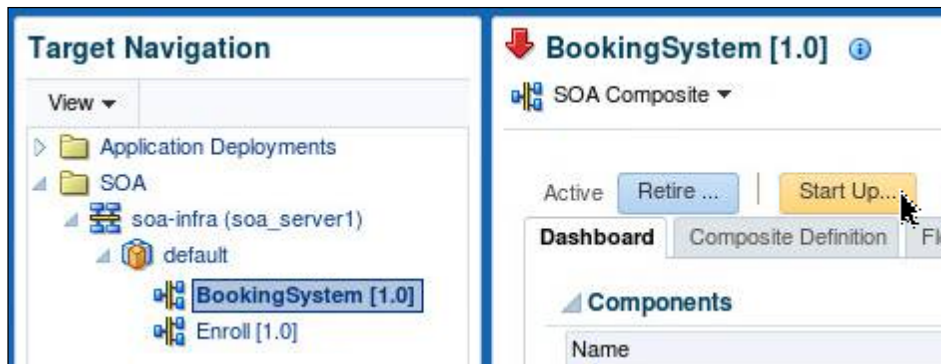 Target Navigation
View
Application Deployments
SOA
soa-infra (soa_server1)
default
BookingSystem [1.0]
Enroll [1.0]
BookingSystem [1.0]
SOA Composite
Active Retire ... Start Up...
Dashboard Composite Definition
Components
Name